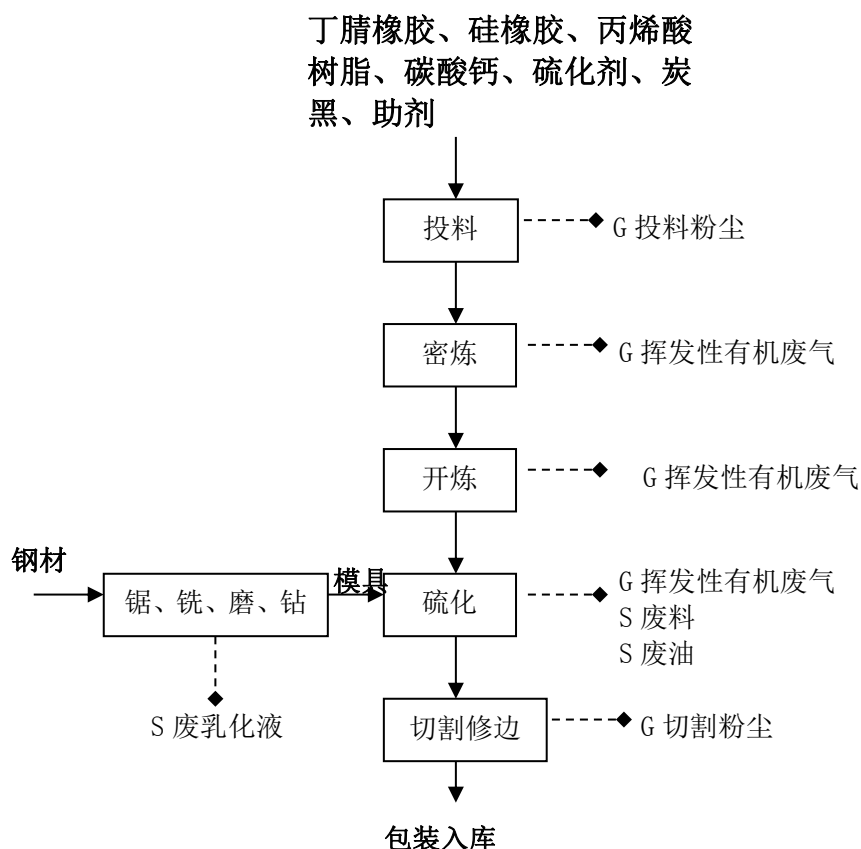 丁腈橡胶、硅橡胶、丙烯酸
树脂、碳酸钙、硫化剂、炭
黑、助剂
投料
G 投料粉尘
密炼
G 挥发性有机废气
开炼
G 挥发性有机废气
钢材
锯、铣、磨、钻
模具
硫化
G 挥发性有机废气
S 废料
S 废油
S 废乳化液
切割修边
G 切割粉尘
包装入库